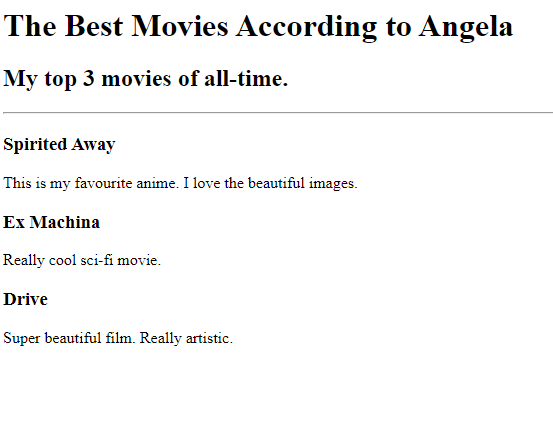 The Best Movies According to Angela
My top 3 movies of all-time.
Spirited Away
This is my favourite anime. I love the beautiful images.
Ex Machina
Really cool sci-fi movie.
Drive
Super beautiful film. Really artistic.